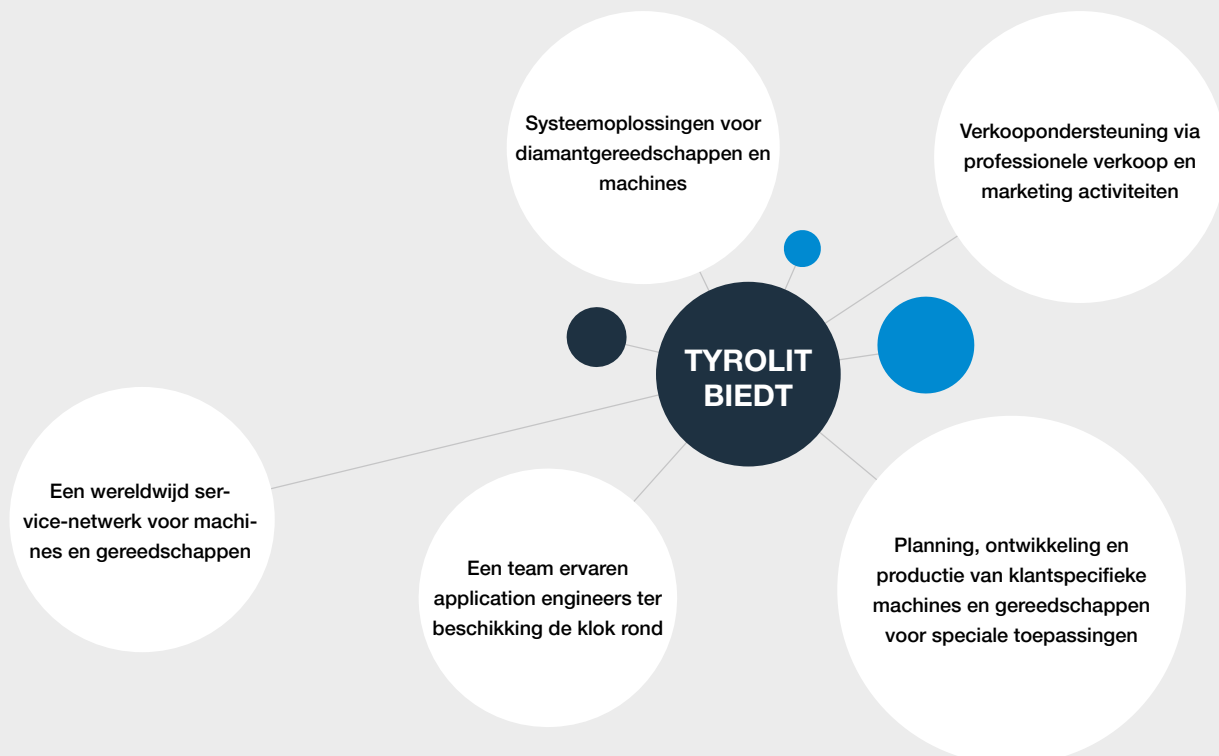 Systeemoplossingen voor
diamantgereedschappen en
machines
Verkoopondersteuning via
professionele verkoop en
marketing activiteiten
TYROLIT
BIEDT
Een wereldwijd ser-
vice-netwerk voor machi-
nes en gereedschappen
Een team ervaren
application engineers ter
beschikking de klok rond
Planning, ontwikkeling en
productie van klantspecifieke
machines en gereedschappen
voor speciale toepassingen